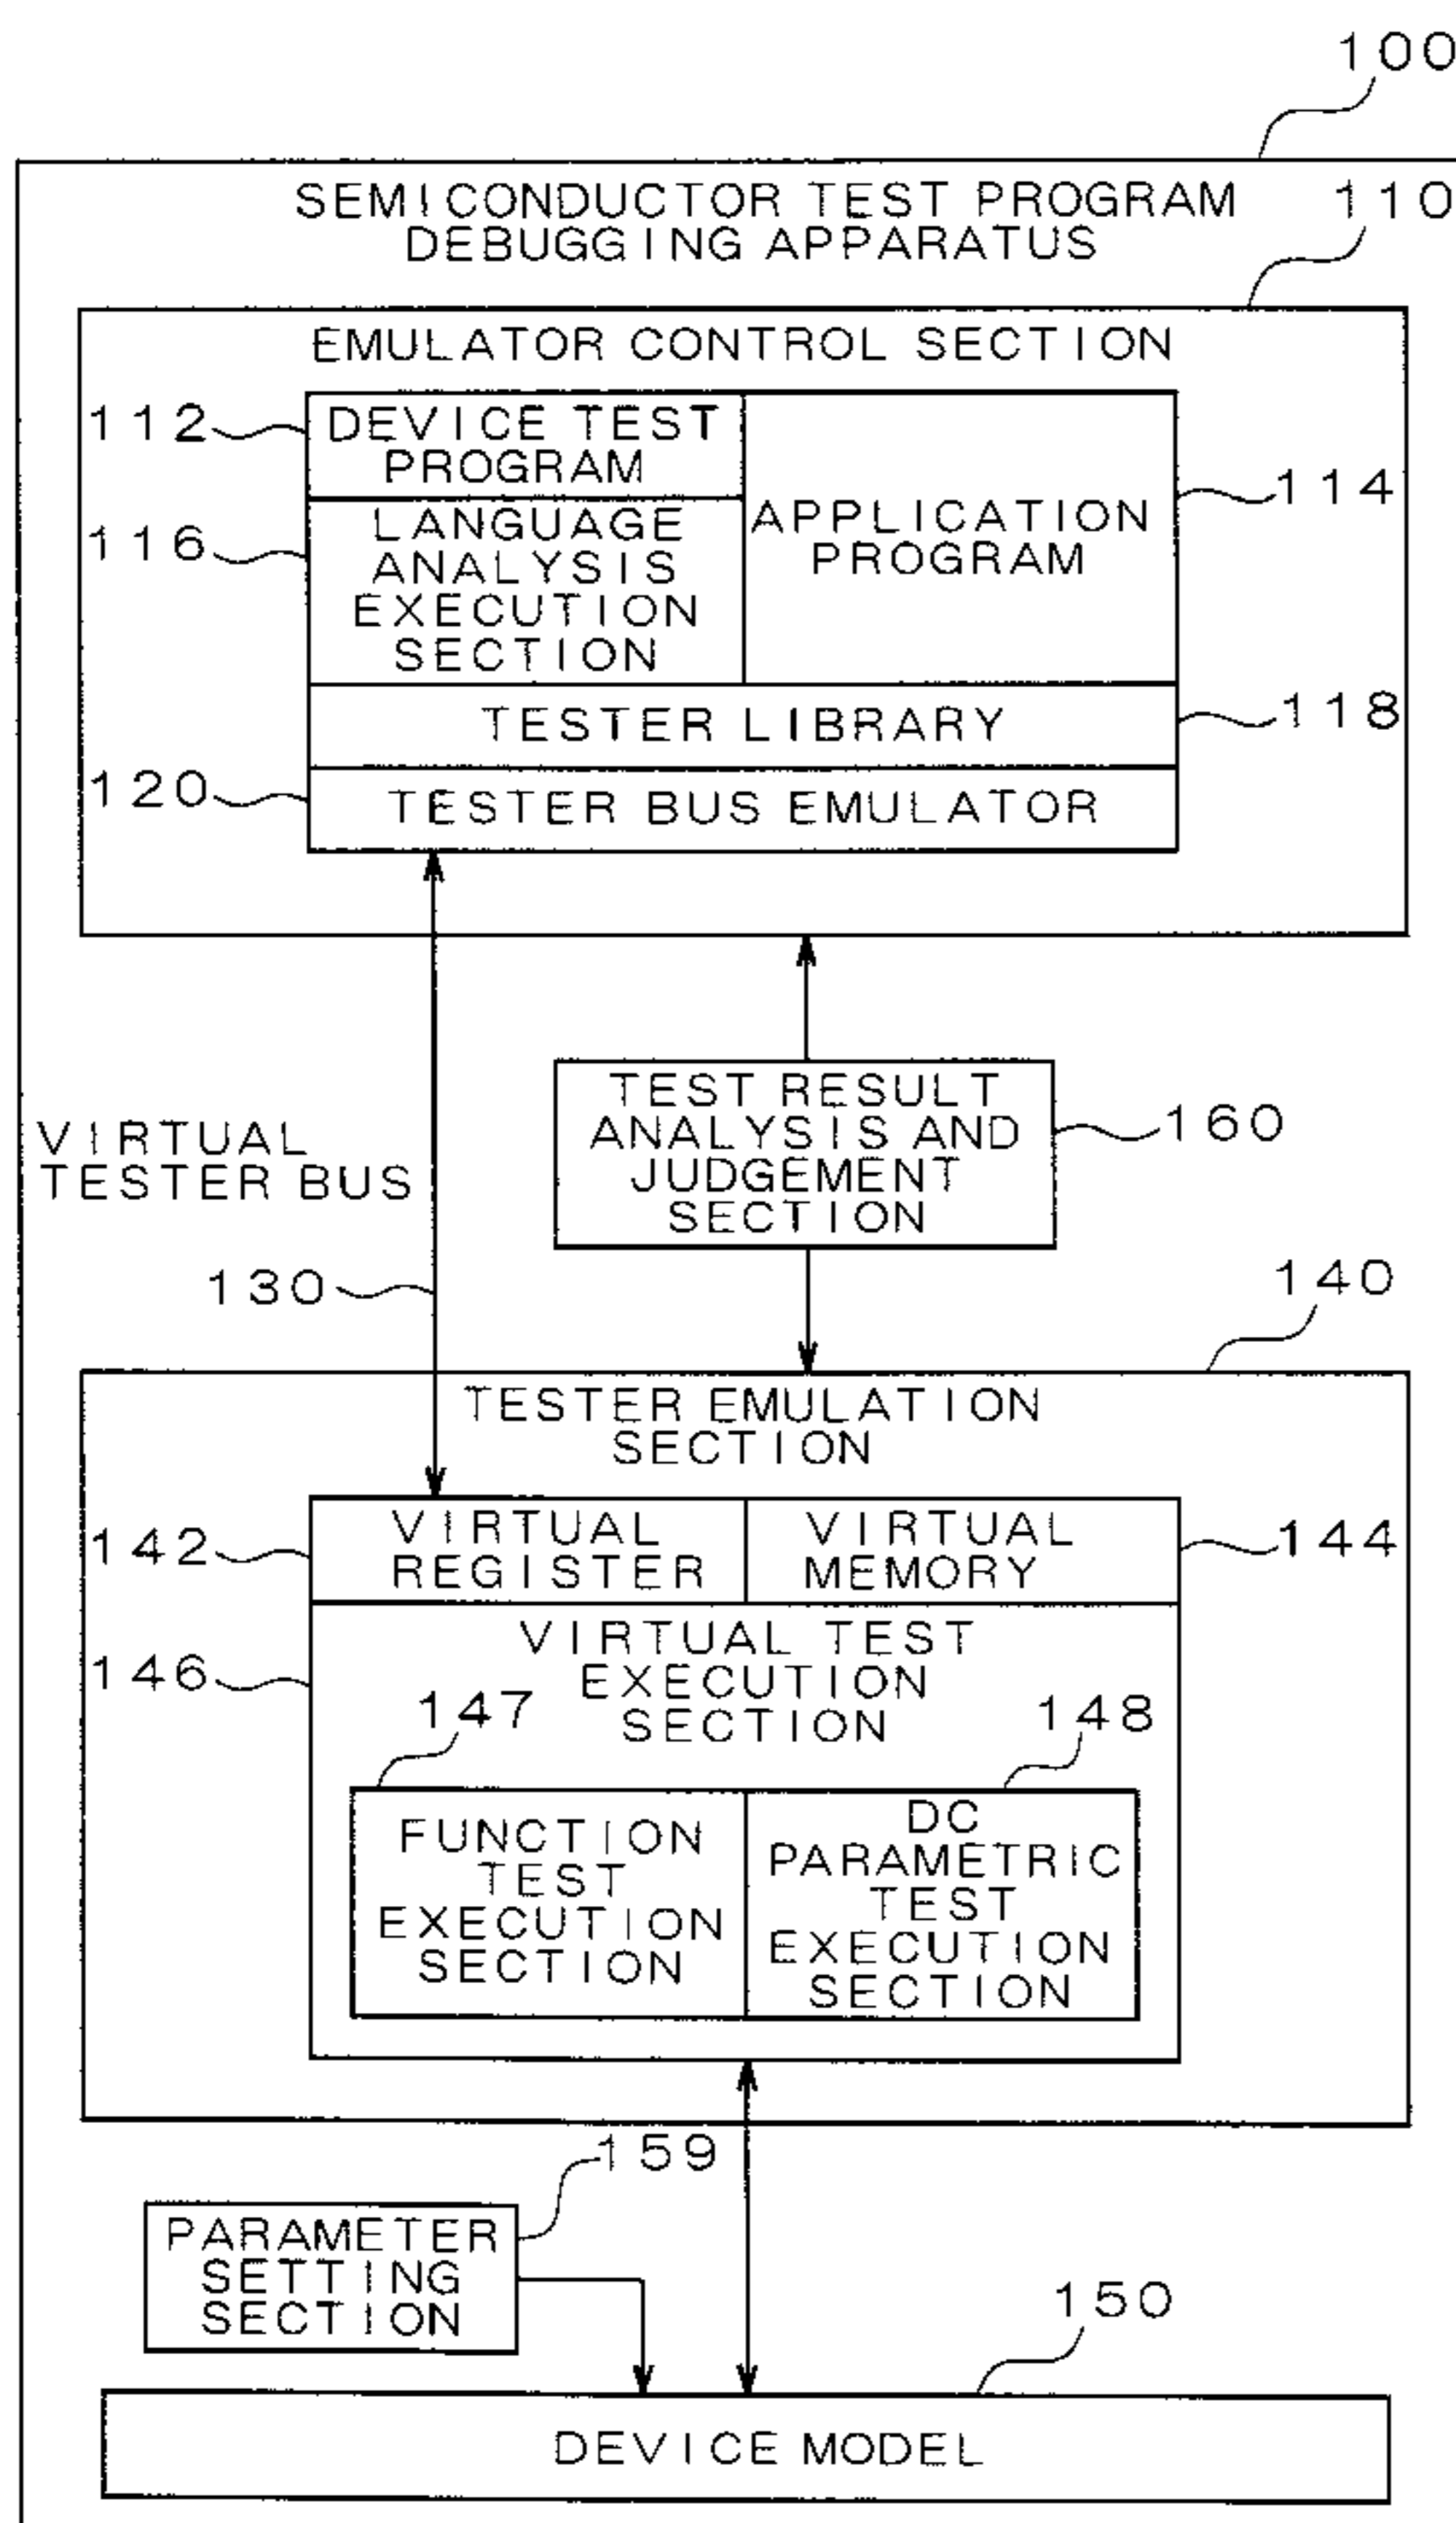 100
SEMICONDUCTOR TEST PROGRAM
DEBUGGING APPARATUS
110
EMULATOR CONTROL SECTION
112
DEVICE TEST
PROGRAM
114
APPLICATION
PROGRAM
116
LANGUAGE
ANALYSIS
EXECUTION
SECTION
TESTER LIBRARY
118
120
TESTER BUS EMULATOR
VIRTUAL
TESTER BUS
TEST RESULT
ANALYSIS AND
JUDGEMENT
SECTION
160
130
140
TESTER EMULATION
SECTION
142
VIRTUAL
REGISTER
VIRTUAL
MEMORY
144
146
VIRTUAL TEST
EXECUTION
SECTION
147
148
FUNCTION
TEST
EXECUTION
SECTION
DC
PARAMETRIC
TEST
EXECUTION
SECTION
159
PARAMETER
SETTING
SECTION
150
DEVICE MODEL